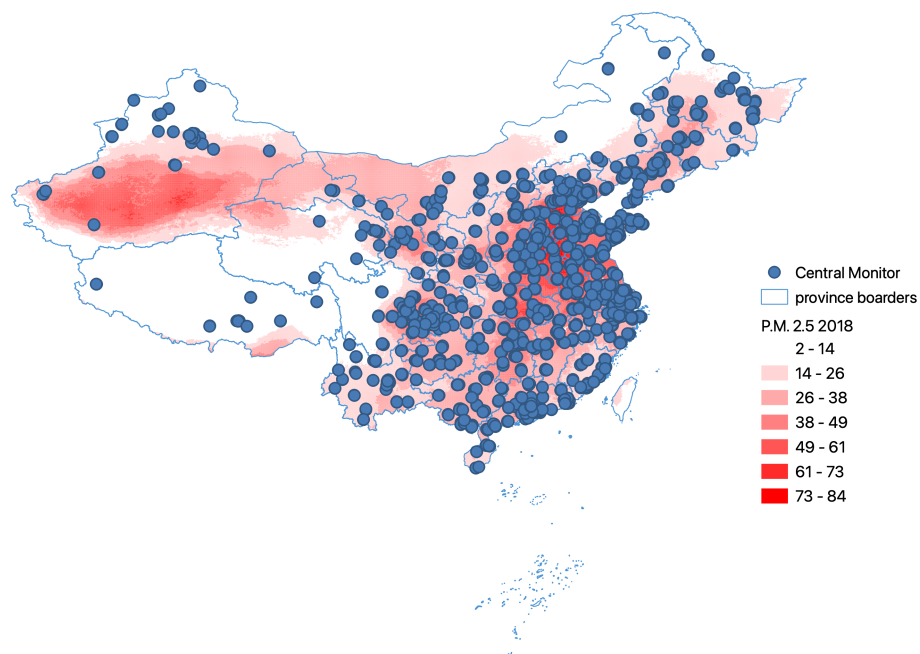 Central Monitor
province boarders
P.M. 2.5 2018
2 - 14
14 - 26
26 - 38
38 - 49
49 - 61
61 - 73
73 - 84